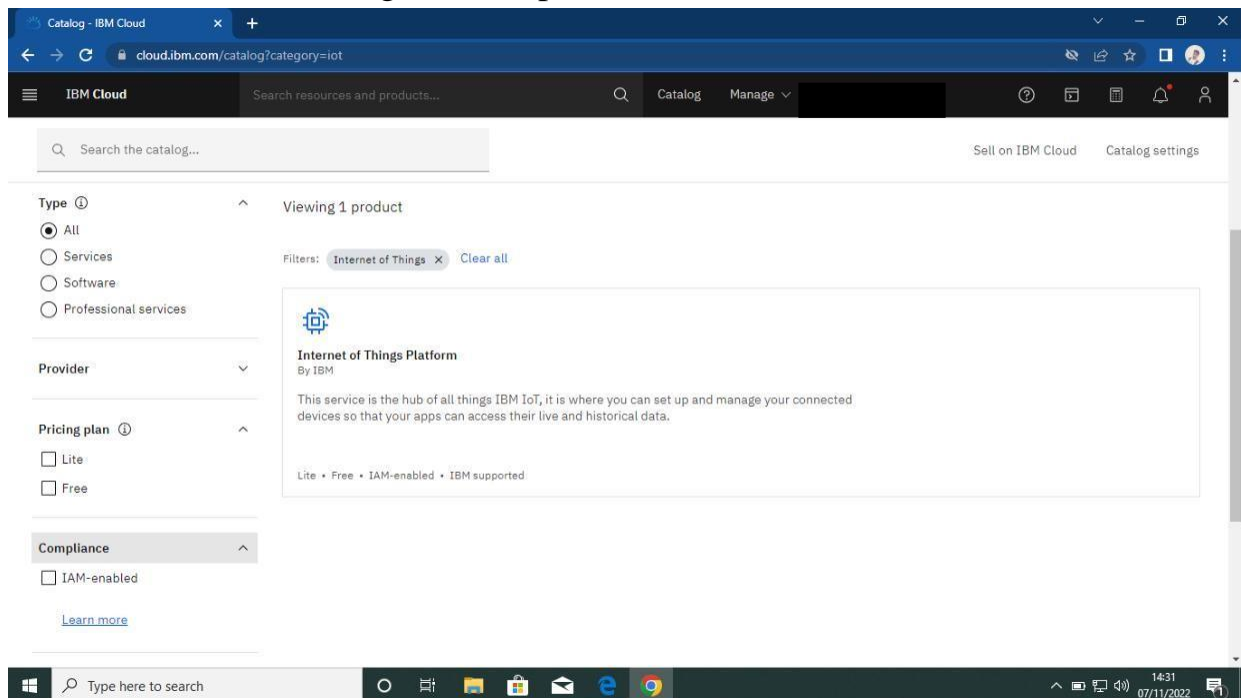 Catalog - IBM Cloud
cloud.ibm.com/catalog?category=iot
IBM Cloud
Search resources and products...
Catalog
Manage
Search the catalog...
Sell on IBM Cloud
Catalog settings
Type
All
Services
Software
Professional services
Provider
Pricing plan
Lite
Free
Compliance
IAM-enabled
Learn more
Viewing 1 product
Filters: Internet of Things × Clear all
Internet of Things Platform
By IBM
This service is the hub of all things IBM IoT, it is where you can set up and manage your connected
devices so that your apps can access their live and historical data.
Lite • Free • IAM-enabled • IBM supported
Type here to search
14:31
07/11/2022